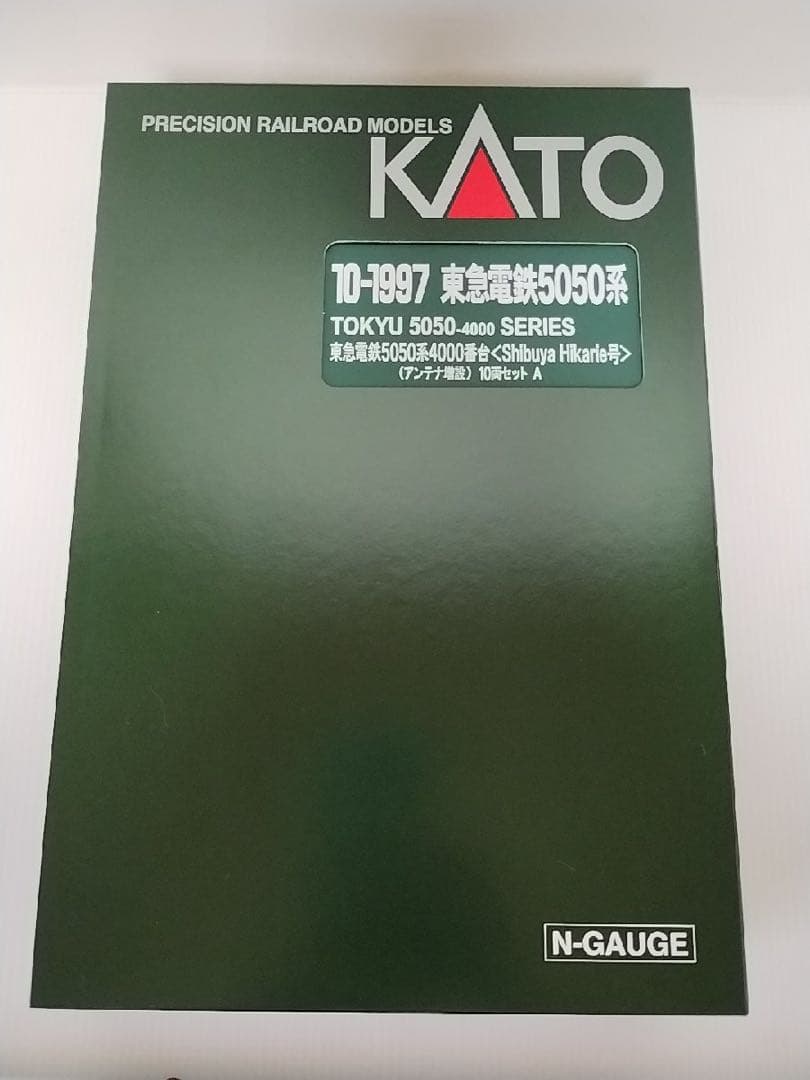 PRECISION RAILROAD MODELS
KATO
10-1997 東急電鉄5050系
TOKYU 5050-4000 SERIES
東急電鉄5050系4000番台<Shibuya Hikarie号>
(アンテナ増設) 10両セット A
N-GAUGE